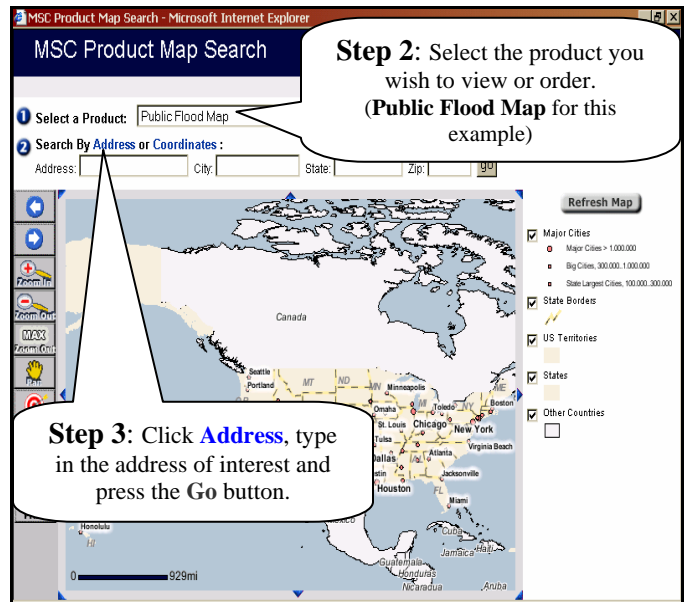 MSC Product Map Search - Microsoft Internet Explorer
MSC Product Map Search
Step 2: Select the product you
wish to view or order.
(Public Flood Map for this
example)
1 Select a Product: Public Flood Map
2 Search By Address or Coordinates :
Address: City: State: Zip: go
Refresh Map
Zoom In
Zoom Out
MAX
Zoom Out
Pan
Major Cities
Major Cities > 1.000.000
Big Cities, 300.000..1.000.000
State Largest Cities, 100.000..300.000
State Borders
US Territories
States
Other Countries
Canada
Seattle
Portland
MT
ND
MN
Minneapolis
ME
Omaha
MI
Toledo
NY
Boston
St. Louis
Chicago
New York
Tulsa
Virginia Beach
Dallas
Atlanta
Jacksonville
Houston
FL
Miami
Step 3: Click Address, type
in the address of interest and
press the Go button.
Honolulu
HI
Cuba
Jamaica
Haiti
Guatemala
Honduras
Nicaragua
Aruba
0 929mi